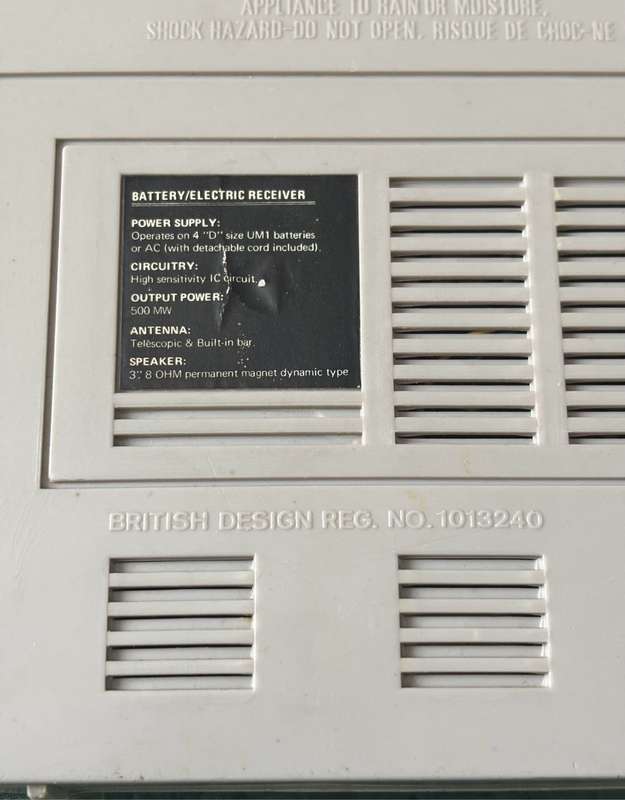 APPLIANCE TO RAIN OR MOISTURE.
SHOCK HAZARD-DO NOT OPEN. RISQUE DE CHOC-NE
BATTERY/ELECTRIC RECEIVER
POWER SUPPLY:
Operates on 4 "D" size UM1 batteries
or AC (with detachable cord included).
CIRCUITRY:
High sensitivity IC circuit.
OUTPUT POWER:
500 MW
ANTENNA:
Telescopic & Built-in bar.
SPEAKER:
3" 8 OHM permanent magnet dynamic type
BRITISH DESIGN REG. NO. 1013240